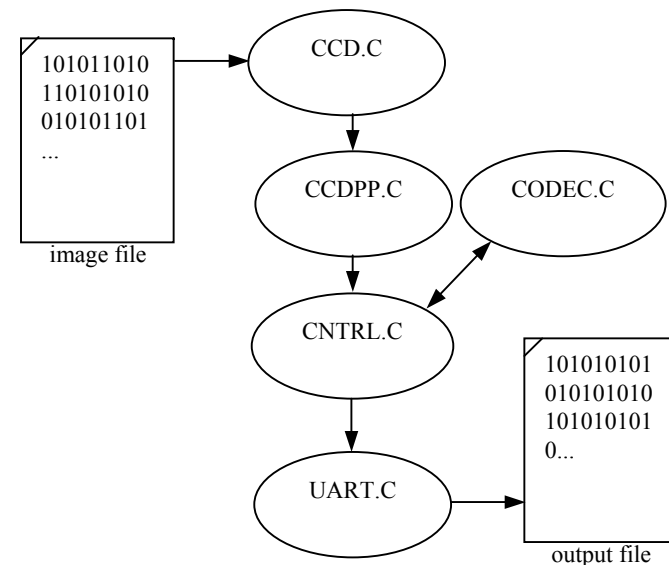 101011010
110101010
010101101
...
image file
CCD.C
CCDPP.C
CODEC.C
CNTRL.C
UART.C
101010101
010101010
101010101
0...
output file